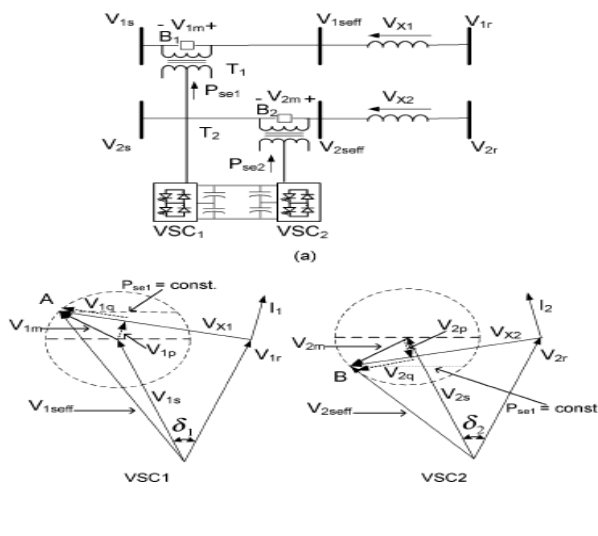 V1s - V1m + V1seff VX1 V1r
B1
T1
Pse1 - V2m + VX2
B2
V2s T2 V2seff V2r
Pse2
VSC1 VSC2
(a)
A Pse1 = const.
V1q I1
V1m VX1
V1p V1r
V1s
V1seff
δ1
VSC1
I2
V2p
V2m VX2
B V2q V2r
V2s
V2seff Pse1 = const
δ2
VSC2